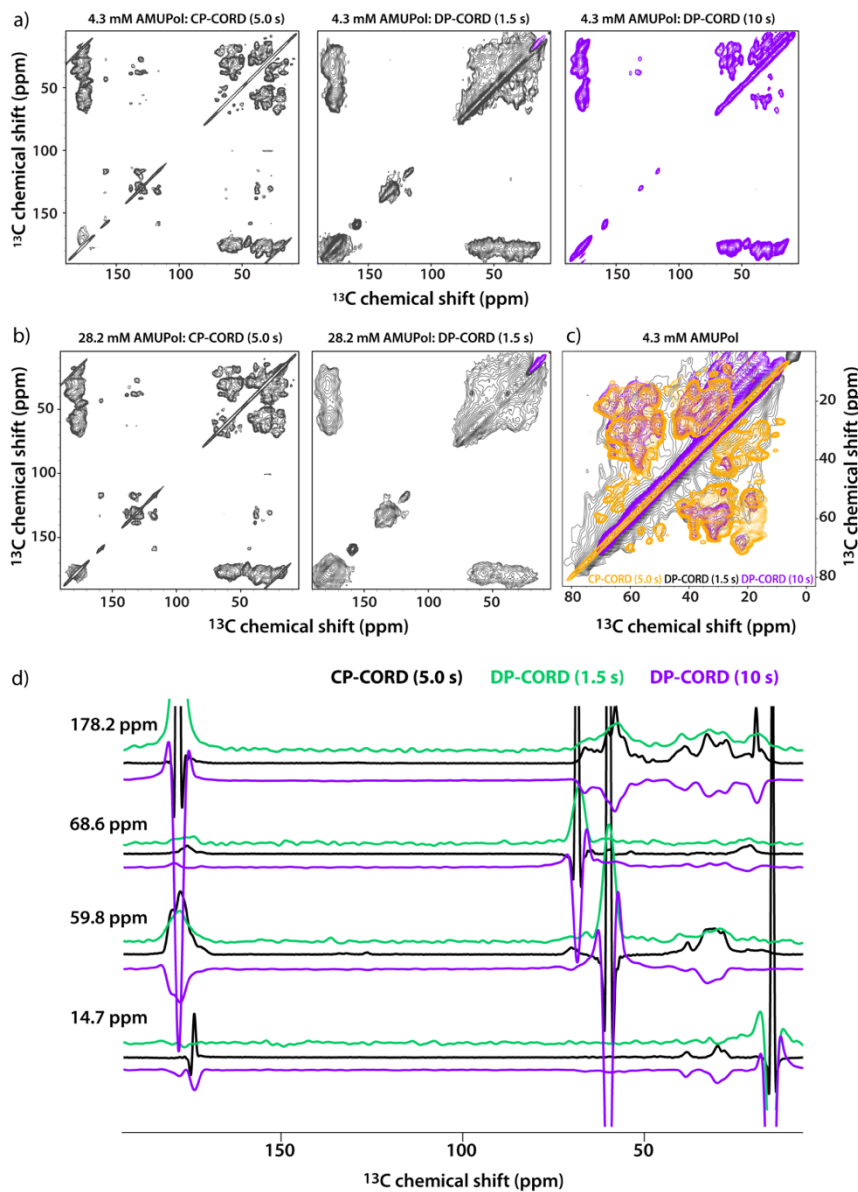 a)
4.3 mM AMUPol: CP-CORD (5.0 s)
4.3 mM AMUPol: DP-CORD (1.5 s)
4.3 mM AMUPol: DP-CORD (10 s)
¹³C chemical shift (ppm)
50
100
150
150
100
50
150
100
50
150
100
50
¹³C chemical shift (ppm)
b)
28.2 mM AMUPol: CP-CORD (5.0 s)
28.2 mM AMUPol: DP-CORD (1.5 s)
c)
4.3 mM AMUPol
¹³C chemical shift (ppm)
50
100
150
150
100
50
150
100
50
¹³C chemical shift (ppm)
CP-CORD (5.0 s) DP-CORD (1.5 s) DP-CORD (10 s)
80
60
40
20
0
20
40
60
80
¹³C chemical shift (ppm)
¹³C chemical shift (ppm)
d)
CP-CORD (5.0 s)
DP-CORD (1.5 s)
DP-CORD (10 s)
178.2 ppm
68.6 ppm
59.8 ppm
14.7 ppm
150
100
50
¹³C chemical shift (ppm)